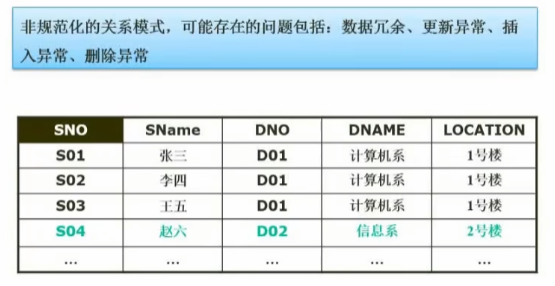 非规范化的关系模式，可能存在的问题包括：数据冗余、更新异常、插
入异常、删除异常
SNO SName DNO DNAME LOCATION
S01 张三 D01 计算机系 1号楼
S02 李四 D01 计算机系 1号楼
S03 王五 D01 计算机系 1号楼
S04 赵六 D02 信息系 2号楼
... ... ... ... ...